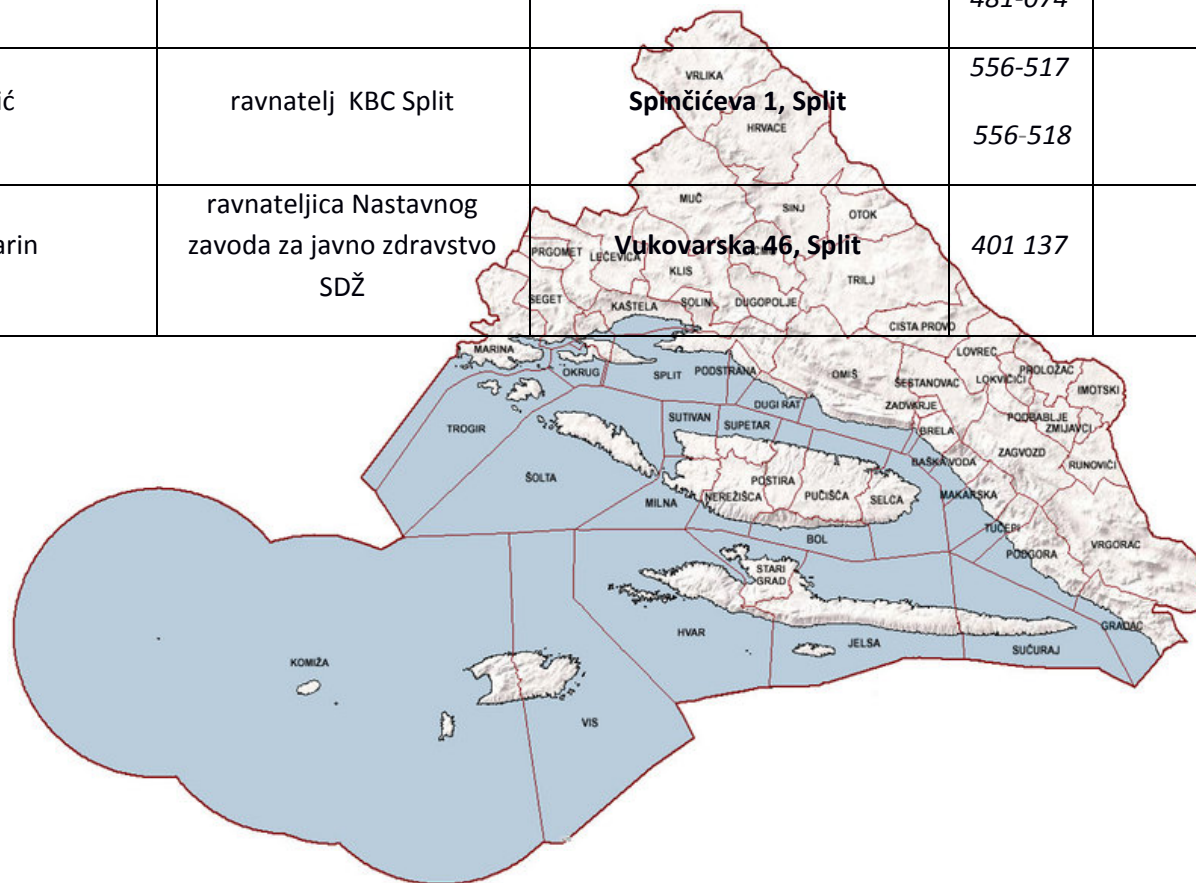 481-074
ić
ravnatelj KBC Split
Spinčićeva 1, Split
556-517
556-518
arin
ravnateljica Nastavnog
zavoda za javno zdravstvo
SDŽ
Vukovarska 46, Split
401 137
VRLIKA
HRVACE
MUČ
SINJ
OTOK
PRGOMET
LEĆEVICA
KLIS
TRILJ
SEGET
KAŠTELA
SOLIN
DUGOPOLJE
CISTA PROVO
MARINA
OKRUG
SPLIT
PODSTRANA
OMIŠ
LOVREĆ
ŠESTANOVAC
LOKVIČIĆI
PROLOŽAC
IMOTSKI
TROGIR
SUTIVAN
SUPETAR
DUGI RAT
ZADVARJE
BRELA
PODBABLJE
ZMIJAVCI
ZAGVOZD
RUNOVIĆI
ŠOLTA
MILNA
NEREŽIŠĆA
POSTIRA
PUČIŠĆA
SELCA
BAŠKA VODA
MAKARSKA
BOL
TUČEPI
PODGORA
VRGORAC
STARI
GRAD
GRADAC
HVAR
JELSA
SUĆURAJ
KOMIŽA
VIS